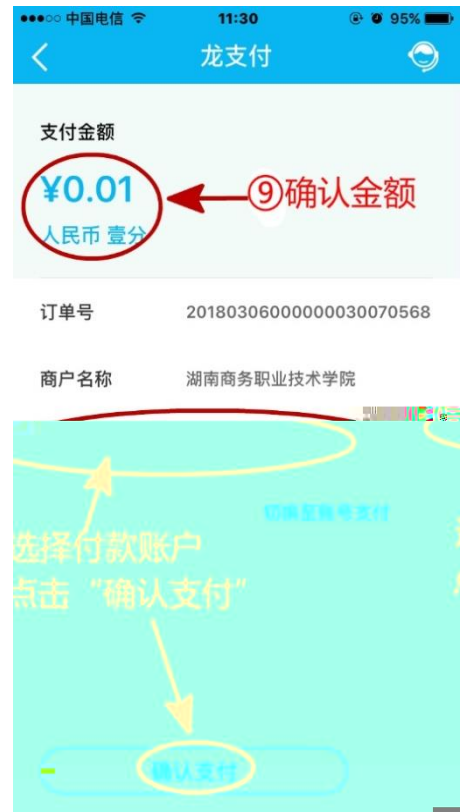 中国电信 11:30 95%
龙支付
支付金额
¥0.01
⑨确认金额
人民币 壹分
订单号 20180306000000030070568
商户名称 湖南商务职业技术学院
切换至账号支付
选择付款账户
点击“确认支付”
确认支付